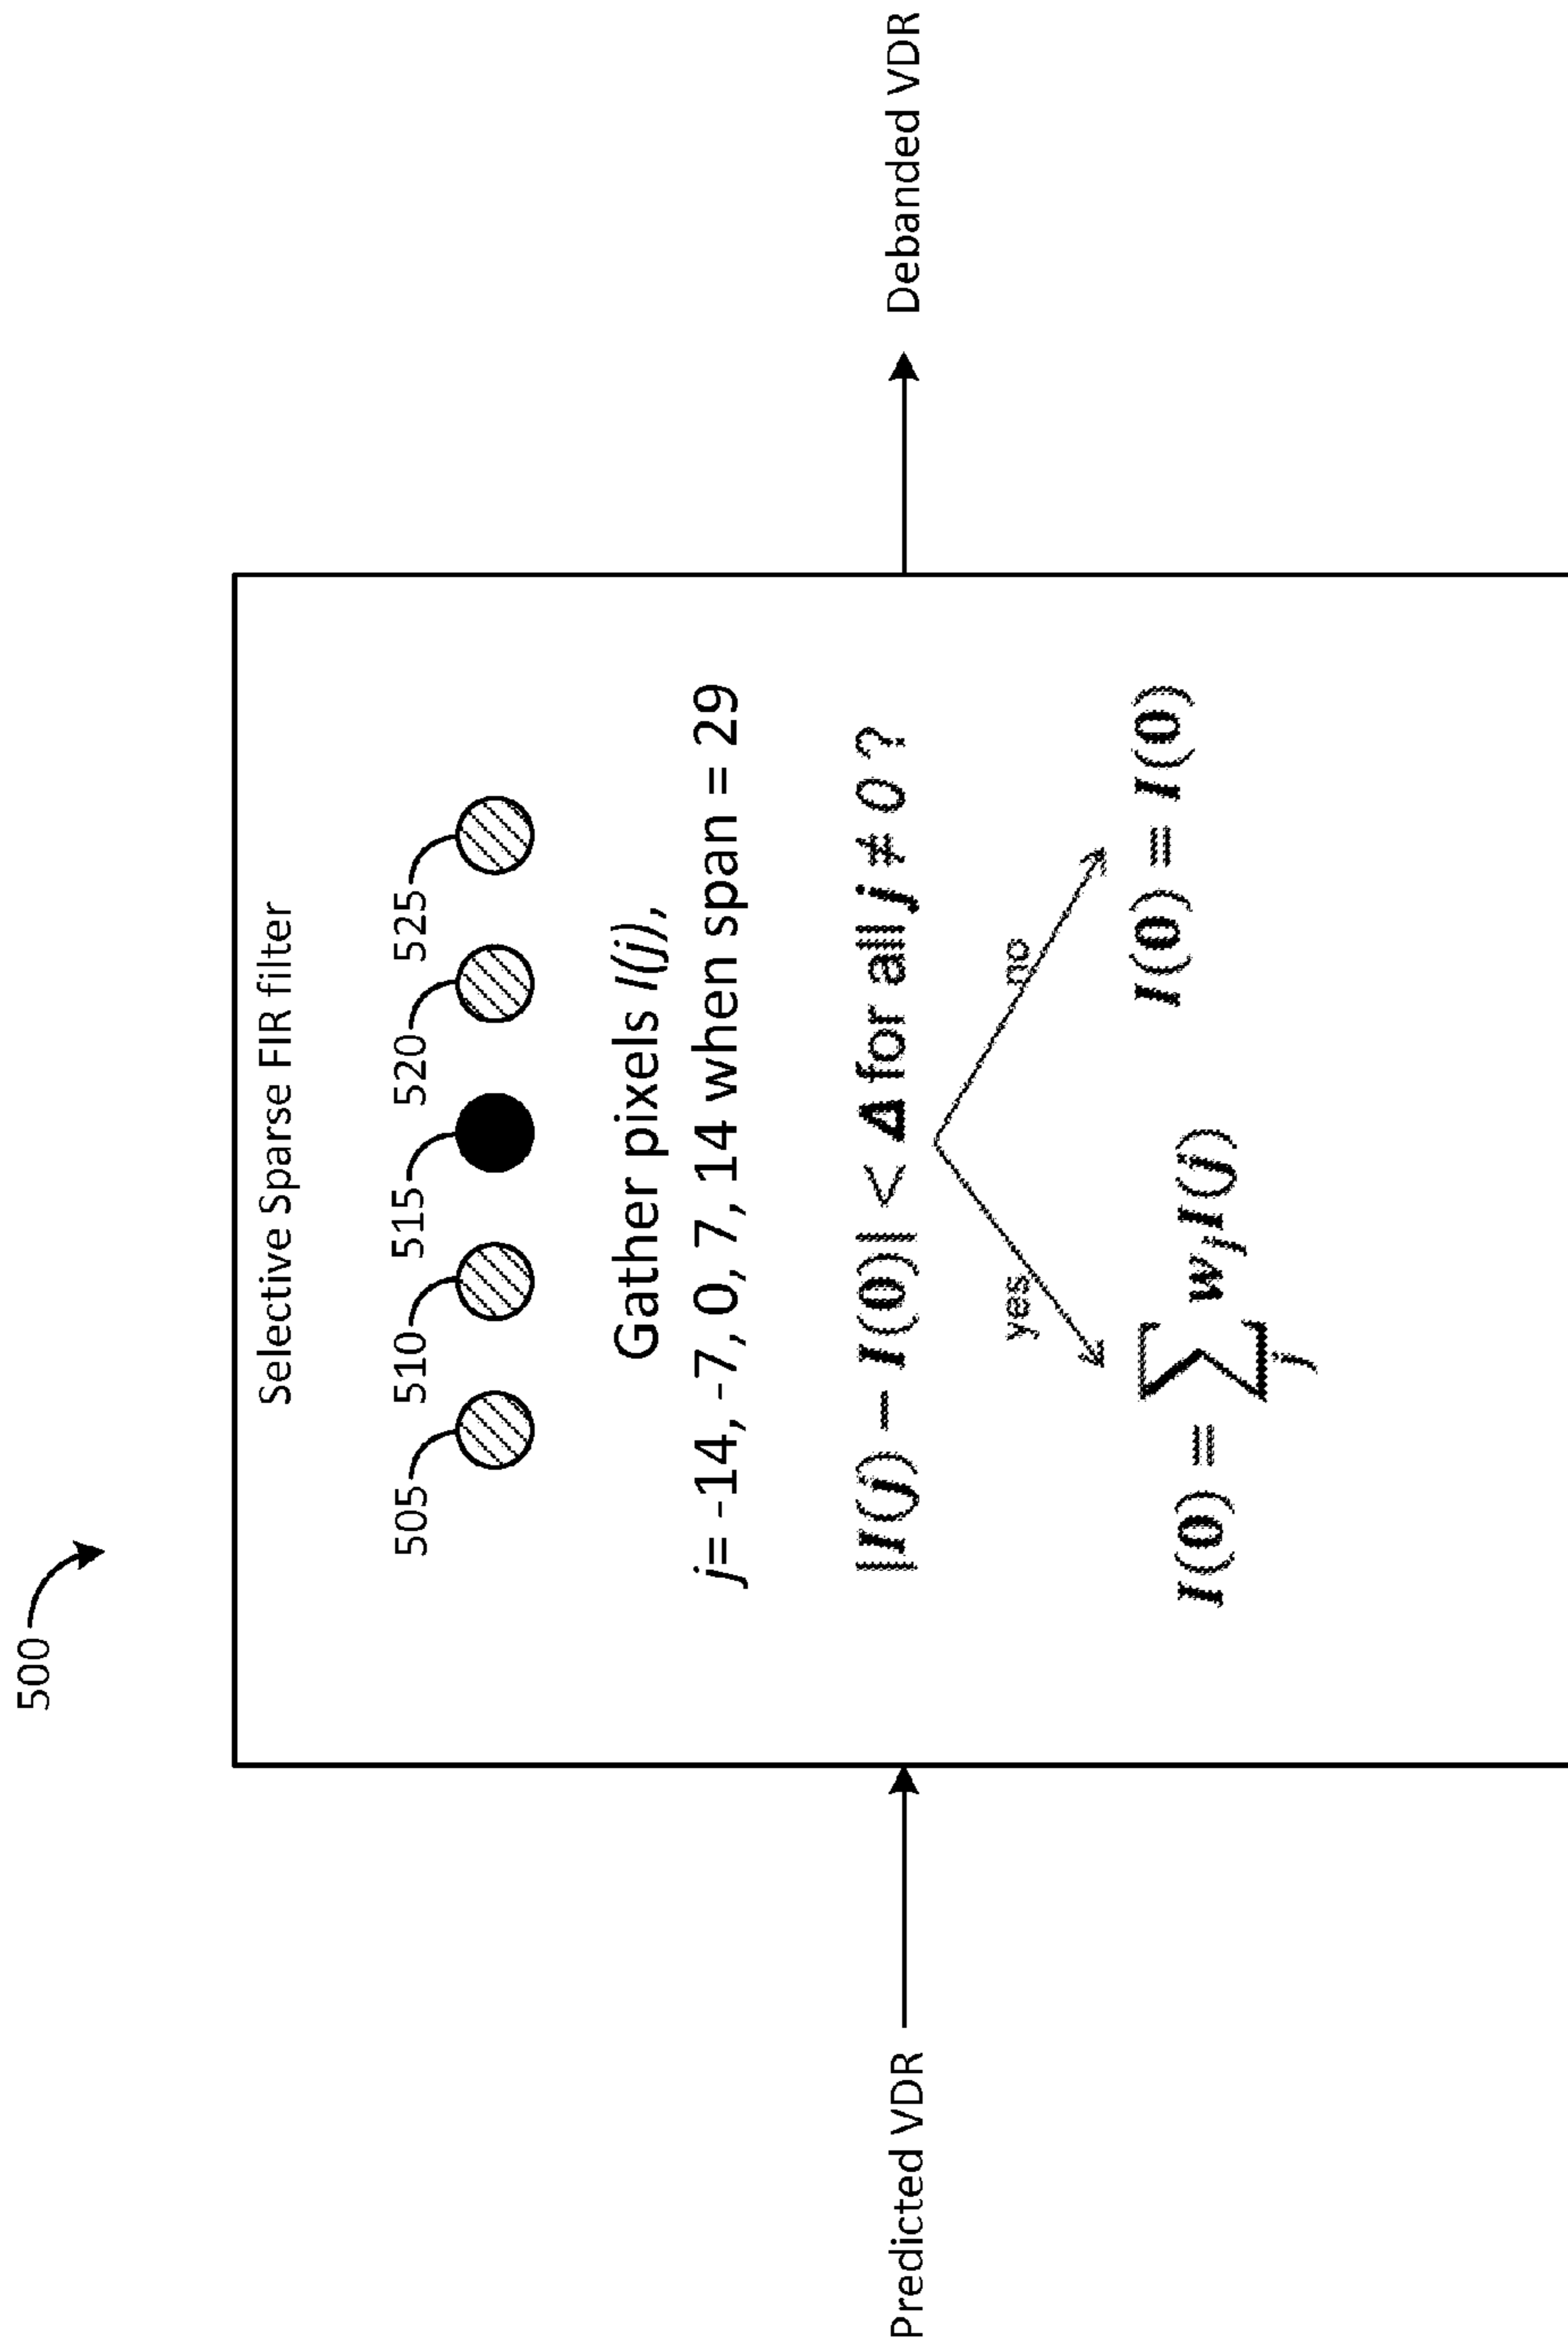 500
Selective Sparse FIR filter
505 510 515 520 525
Gather pixels I(j),
j= -14, -7, 0, 7, 14 when span = 29
|I(j) − I(0)| < Δ for all j ≠ 0 ?
yes no
I(0) = ∑ⱼ wⱼI(j) I(0) = I(0)
Predicted VDR
Debanded VDR